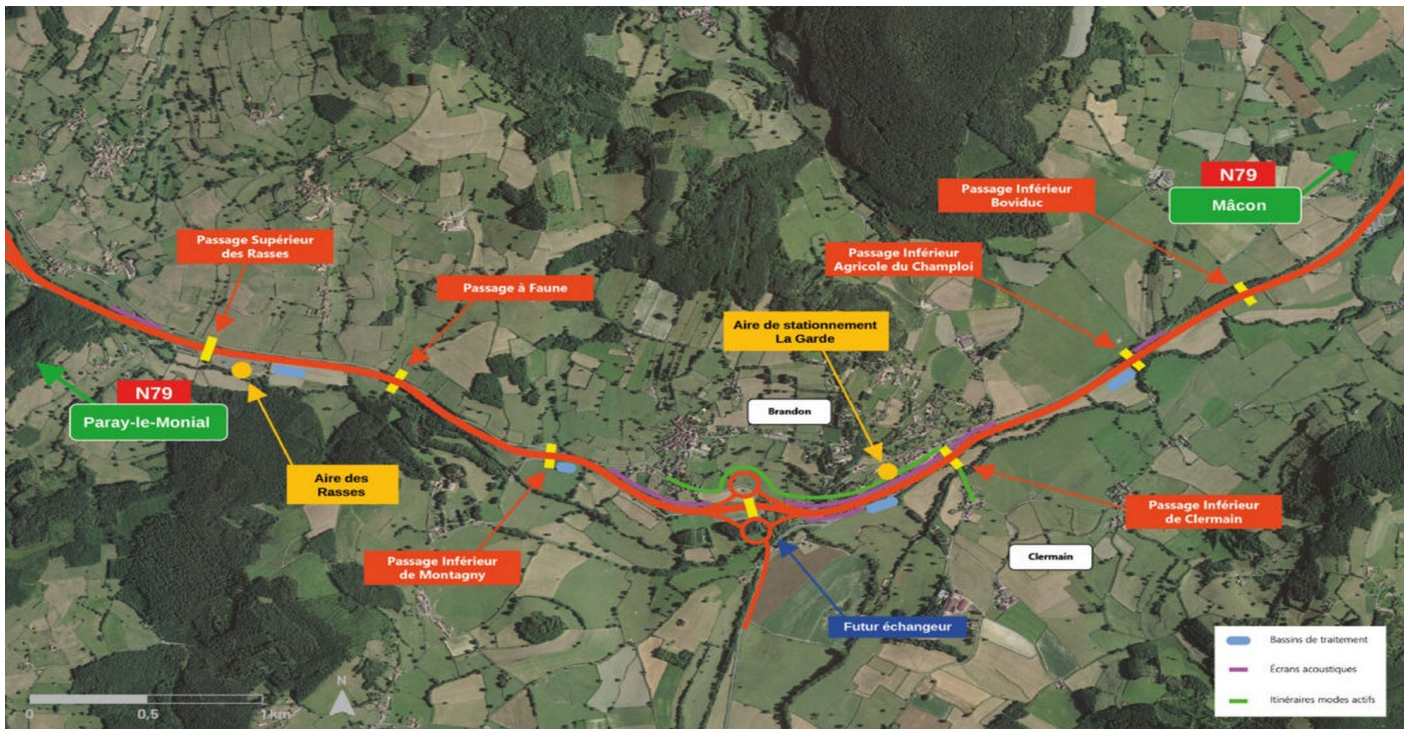 N79
Mâcon
Passage Inférieur
Boviduc
Passage Supérieur
des Rasses
Passage Inférieur
Agricole du Champloi
Passage à Faune
Aire de stationnement
La Garde
N79
Paray-le-Monial
Brandon
Aire des
Rasses
Passage Inférieur
de Clermain
Passage Inférieur
de Montagny
Clermain
Futur échangeur
Bassins de traitement
Écrans acoustiques
Itinéraires modes actifs
N
0
0,5
1 km